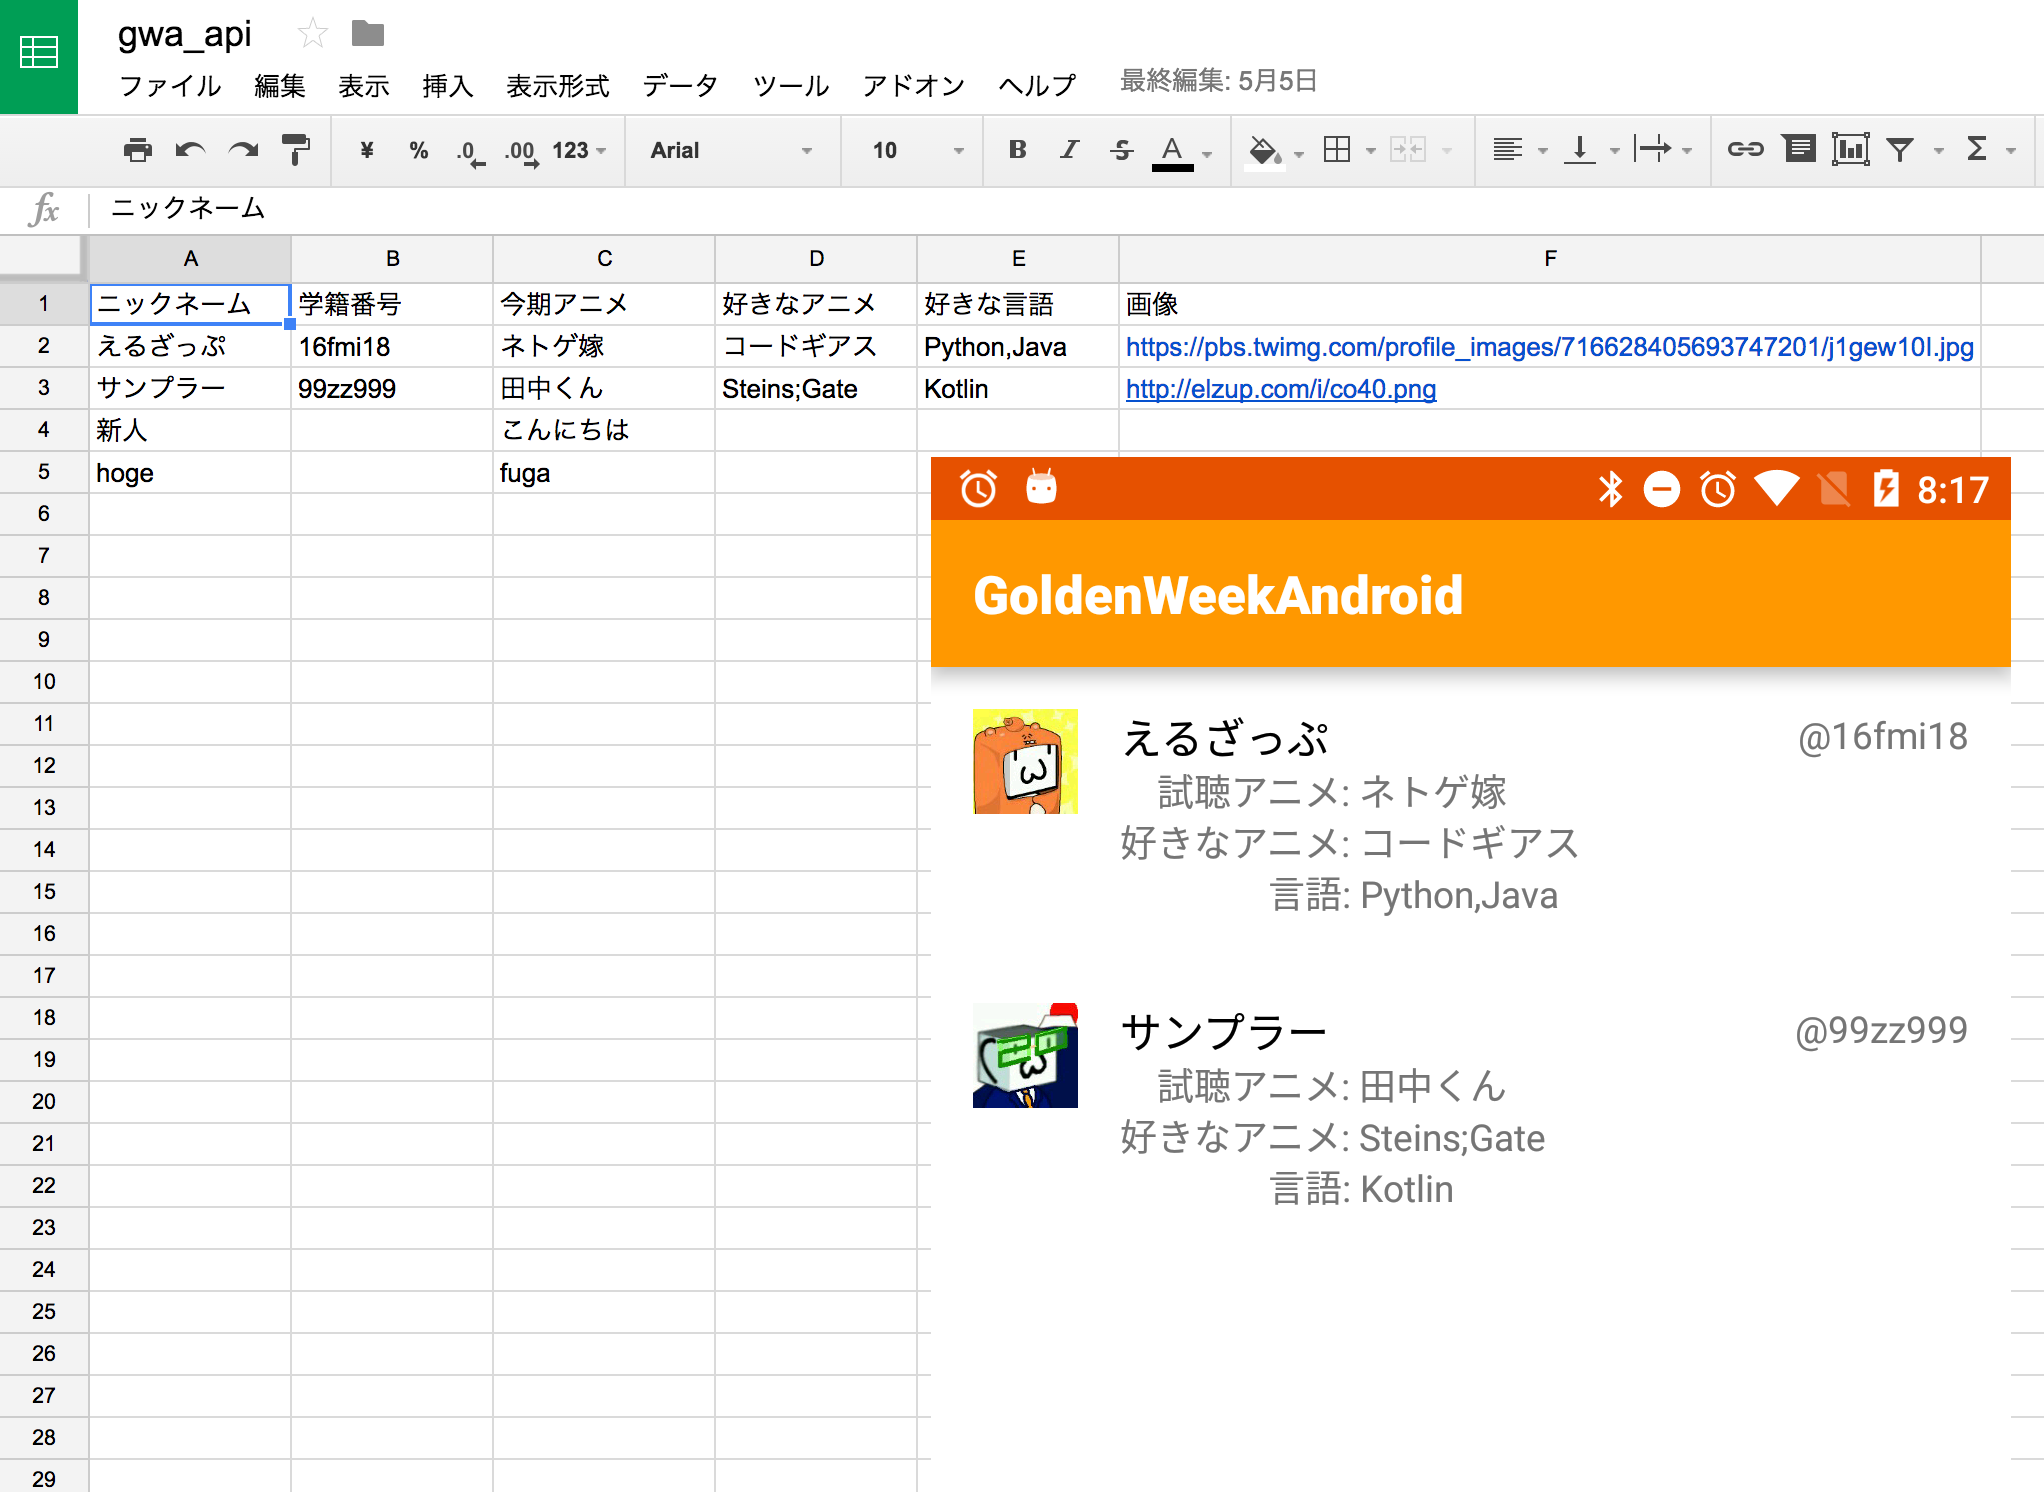 gwa_api
ファイル 編集 表示 挿入 表示形式 データ ツール アドオン ヘルプ 最終編集: 5月5日
¥ % .0 .00 123 Arial 10 B I S A Σ
fx ニックネーム
A B C D E F
1 ニックネーム 学籍番号 今期アニメ 好きなアニメ 好きな言語 画像
2 えるざっぷ 16fmi18 ネトゲ嫁 コードギアス Python,Java https://pbs.twimg.com/profile_images/716628405693747201/j1gew10l.jpg
3 サンプラー 99zz999 田中くん Steins;Gate Kotlin http://elzup.com/i/co40.png
4 新人 こんにちは
5 hoge fuga
6
7
8
9
10
11
12
13
14
15
16
17
18
19
20
21
22
23
24
25
26
27
28
29
8:17
GoldenWeekAndroid
えるざっぷ @16fmi18
試聴アニメ: ネトゲ嫁
好きなアニメ: コードギアス
言語: Python,Java
サンプラー @99zz999
試聴アニメ: 田中くん
好きなアニメ: Steins;Gate
言語: Kotlin